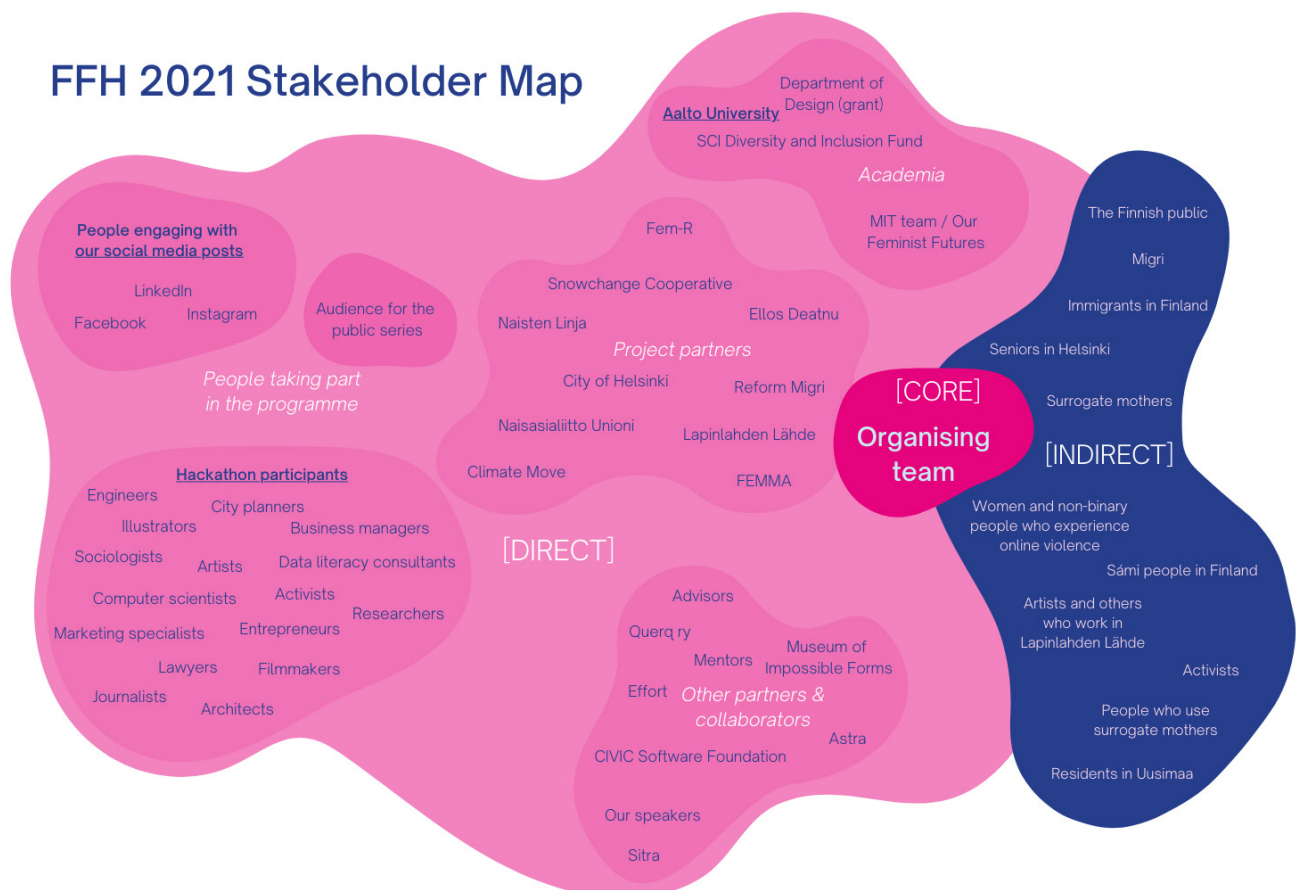 FFH 2021 Stakeholder Map
Department of
Design (grant)
Aalto University
SCI Diversity and Inclusion Fund
Academia
MIT team / Our
Feminist Futures
People engaging with
our social media posts
LinkedIn
Facebook
Instagram
Audience for the
public series
People taking part
in the programme
Fem-R
Snowchange Cooperative
Naisten Linja
Ellos Deatnu
Project partners
City of Helsinki
Reform Migri
Naisasialiitto Unioni
Lapinlahden Lähde
Climate Move
FEMMA
[CORE]
Organising
team
Hackathon participants
Engineers
City planners
Illustrators
Business managers
Sociologists
Artists
Data literacy consultants
Computer scientists
Activists
Researchers
Marketing specialists
Entrepreneurs
Lawyers
Filmmakers
Journalists
Architects
[DIRECT]
Advisors
Querq ry
Mentors
Museum of
Impossible Forms
Effort
Other partners &
collaborators
Astra
CIVIC Software Foundation
Our speakers
Sitra
The Finnish public
Migri
Immigrants in Finland
Seniors in Helsinki
Surrogate mothers
[INDIRECT]
Women and non-binary
people who experience
online violence
Sámi people in Finland
Artists and others
who work in
Lapinlahden Lähde
Activists
People who use
surrogate mothers
Residents in Uusimaa